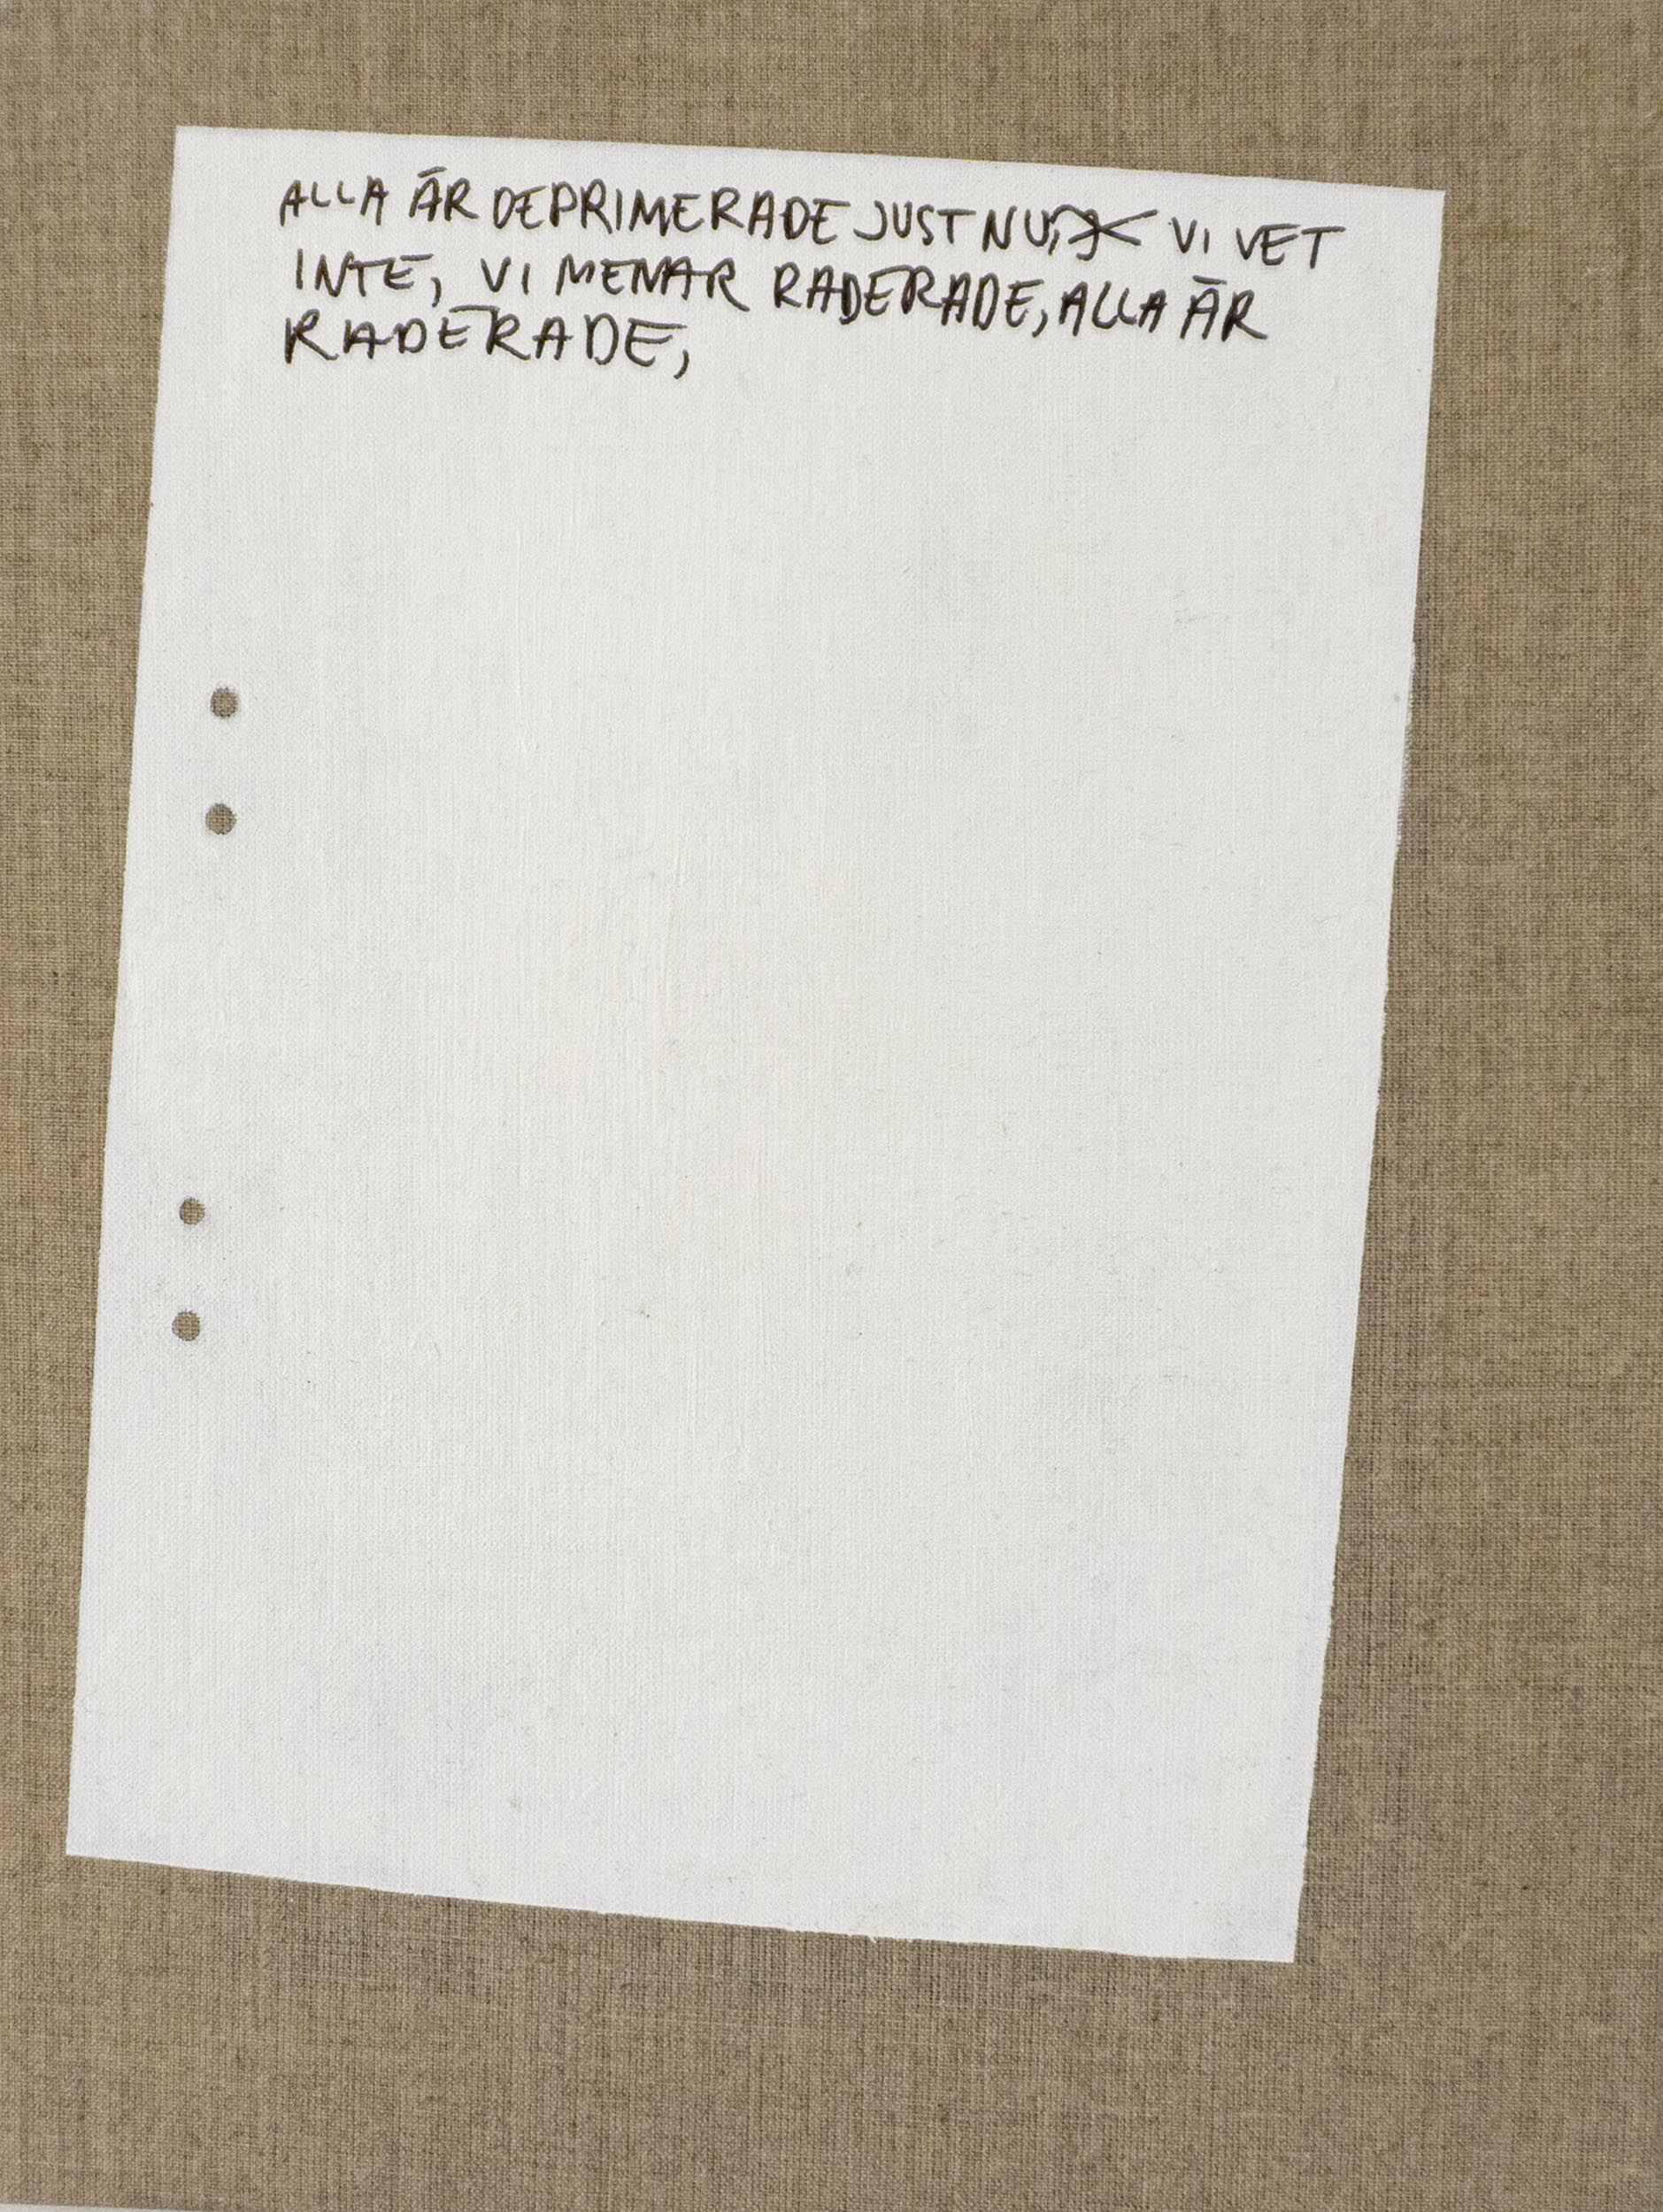 ALLA ÄR DEPRIMERADE JUST NU, VI VET
INTE, VI MENAR RADERADE, ALLA ÄR
RADERADE,